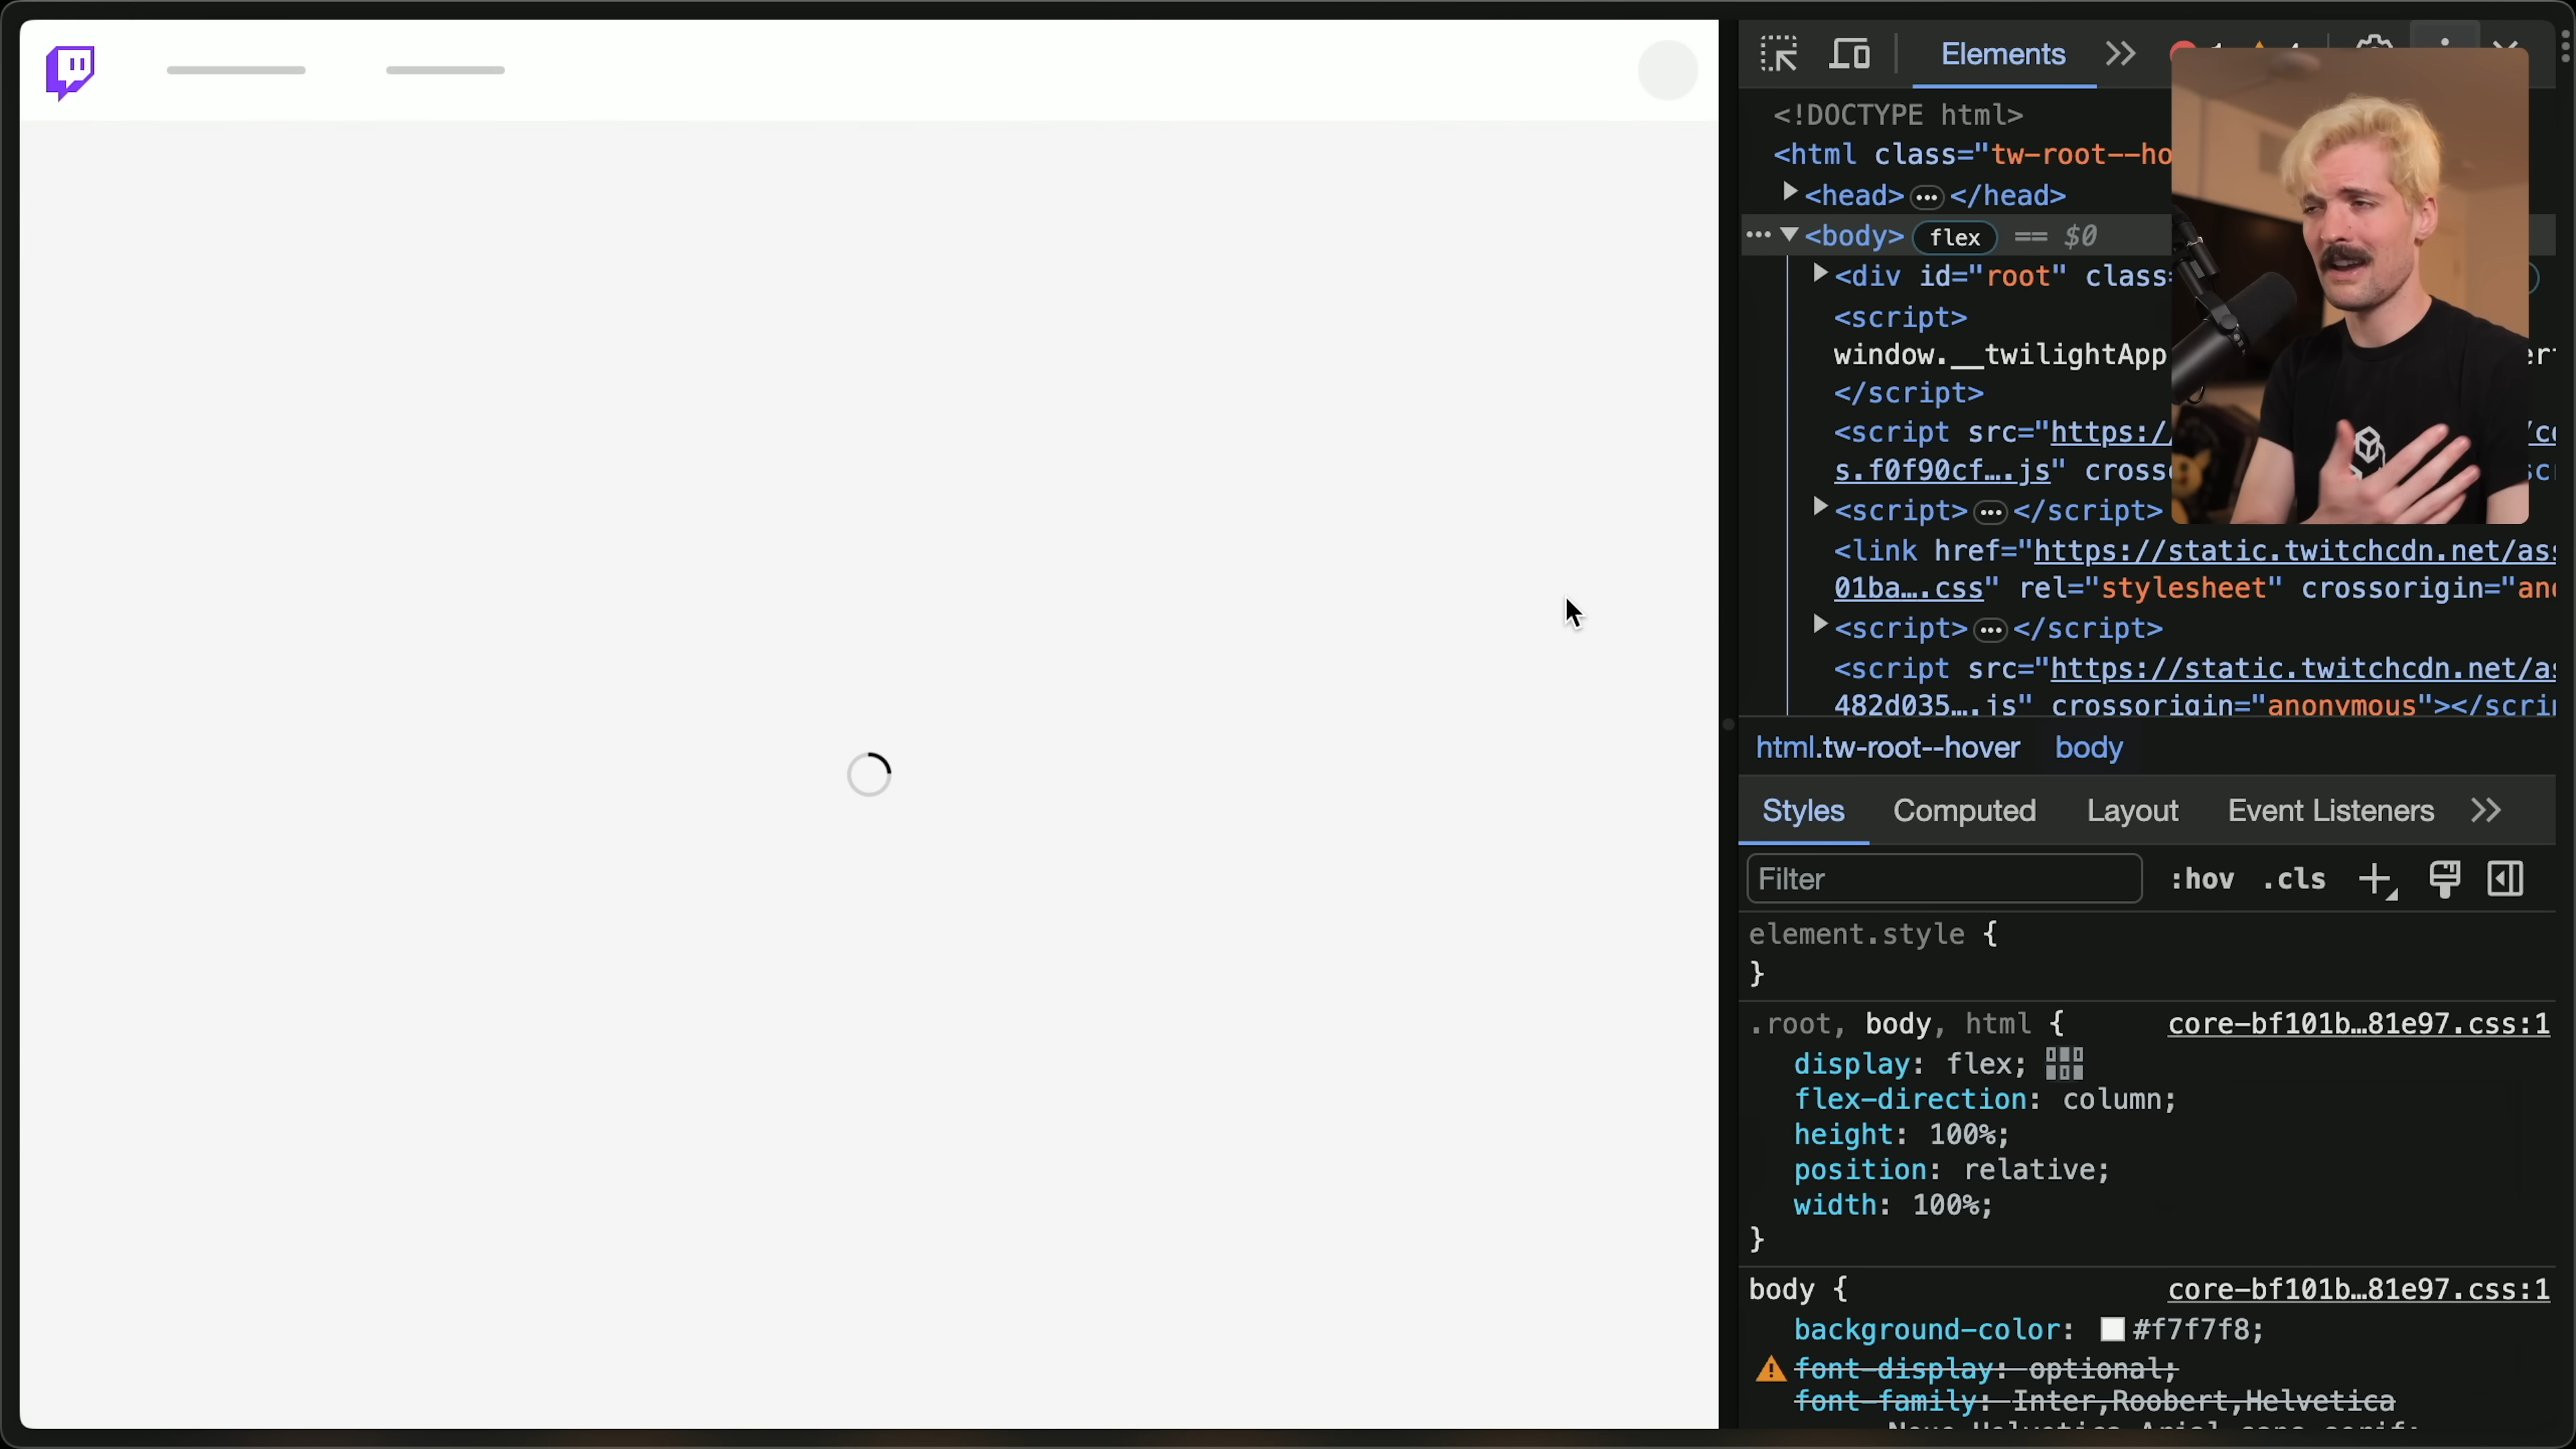 Elements
<!DOCTYPE html>
<html class="tw-root--ho
<head> … </head>
<body> flex == $0
<div id="root" class=
<script>
window.__twilightApp
</script>
<script src="https:/
s.f0f90cf….js" cross
<script> … </script>
<link href="https://static.twitchcdn.net/as
01ba….css" rel="stylesheet" crossorigin="an
<script> … </script>
<script src="https://static.twitchcdn.net/a
482d035….js" crossorigin="anonymous"></scri
html.tw-root--hover body
Styles Computed Layout Event Listeners
Filter :hov .cls
element.style {
}
.root, body, html { core-bf101b…81e97.css:1
display: flex;
flex-direction: column;
height: 100%;
position: relative;
width: 100%;
}
body { core-bf101b…81e97.css:1
background-color: #f7f7f8;
font-display: optional;
font-family: Inter,Roobert,Helvetica